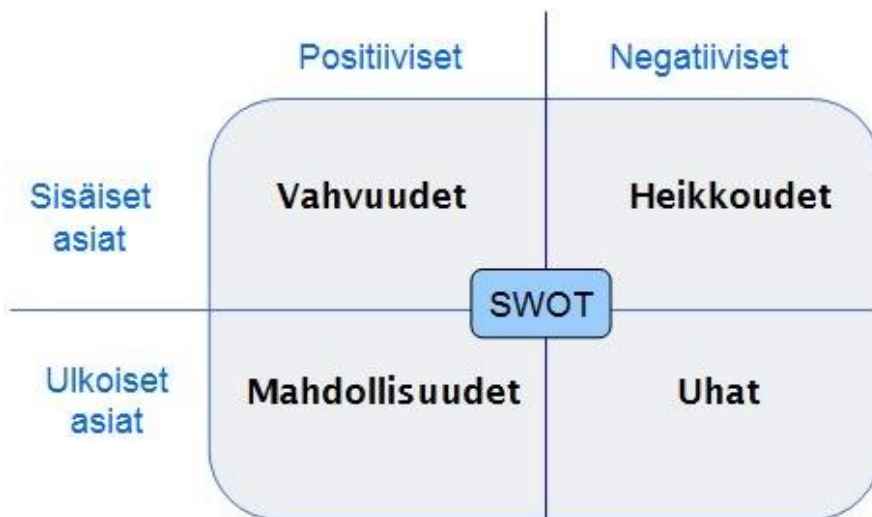 Positiiviset Negatiiviset
Sisäiset
asiat
Vahvuudet Heikkoudet
SWOT
Ulkoiset
asiat
Mahdollisuudet Uhat